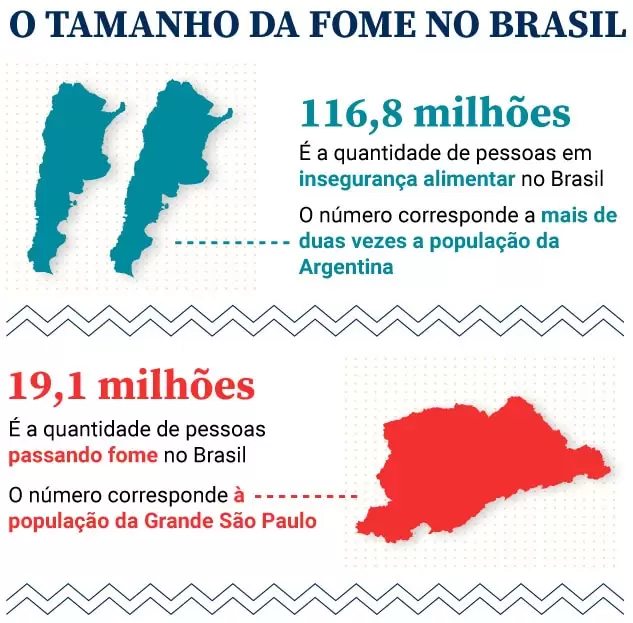 O TAMANHO DA FOME NO BRASIL
116,8 milhões
É a quantidade de pessoas em
insegurança alimentar no Brasil
O número corresponde a mais de
duas vezes a população da
Argentina
19,1 milhões
É a quantidade de pessoas
passando fome no Brasil
O número corresponde à
população da Grande São Paulo